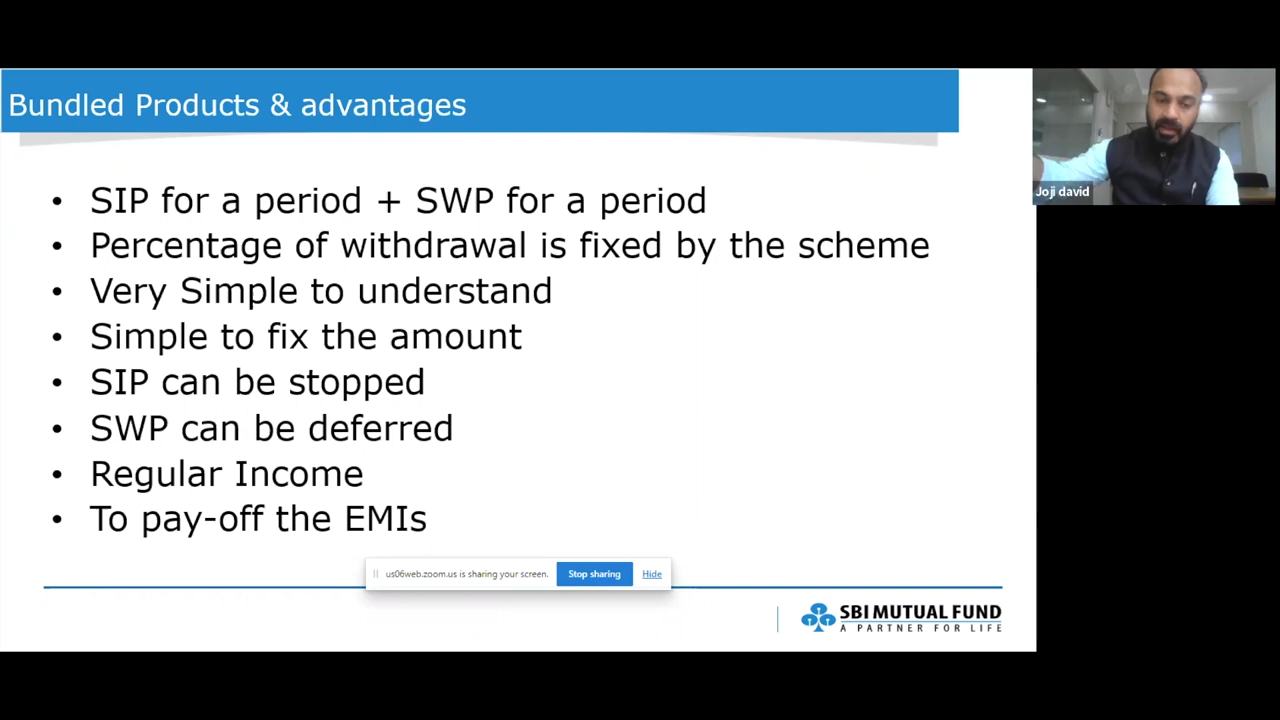 Bundled Products & advantages
Joji david
• SIP for a period + SWP for a period
• Percentage of withdrawal is fixed by the scheme
• Very Simple to understand
• Simple to fix the amount
• SIP can be stopped
• SWP can be deferred
• Regular Income
• To pay-off the EMIs
us06web.zoom.us is sharing your screen. Stop sharing Hide
SBI MUTUAL FUND
A PARTNER FOR LIFE